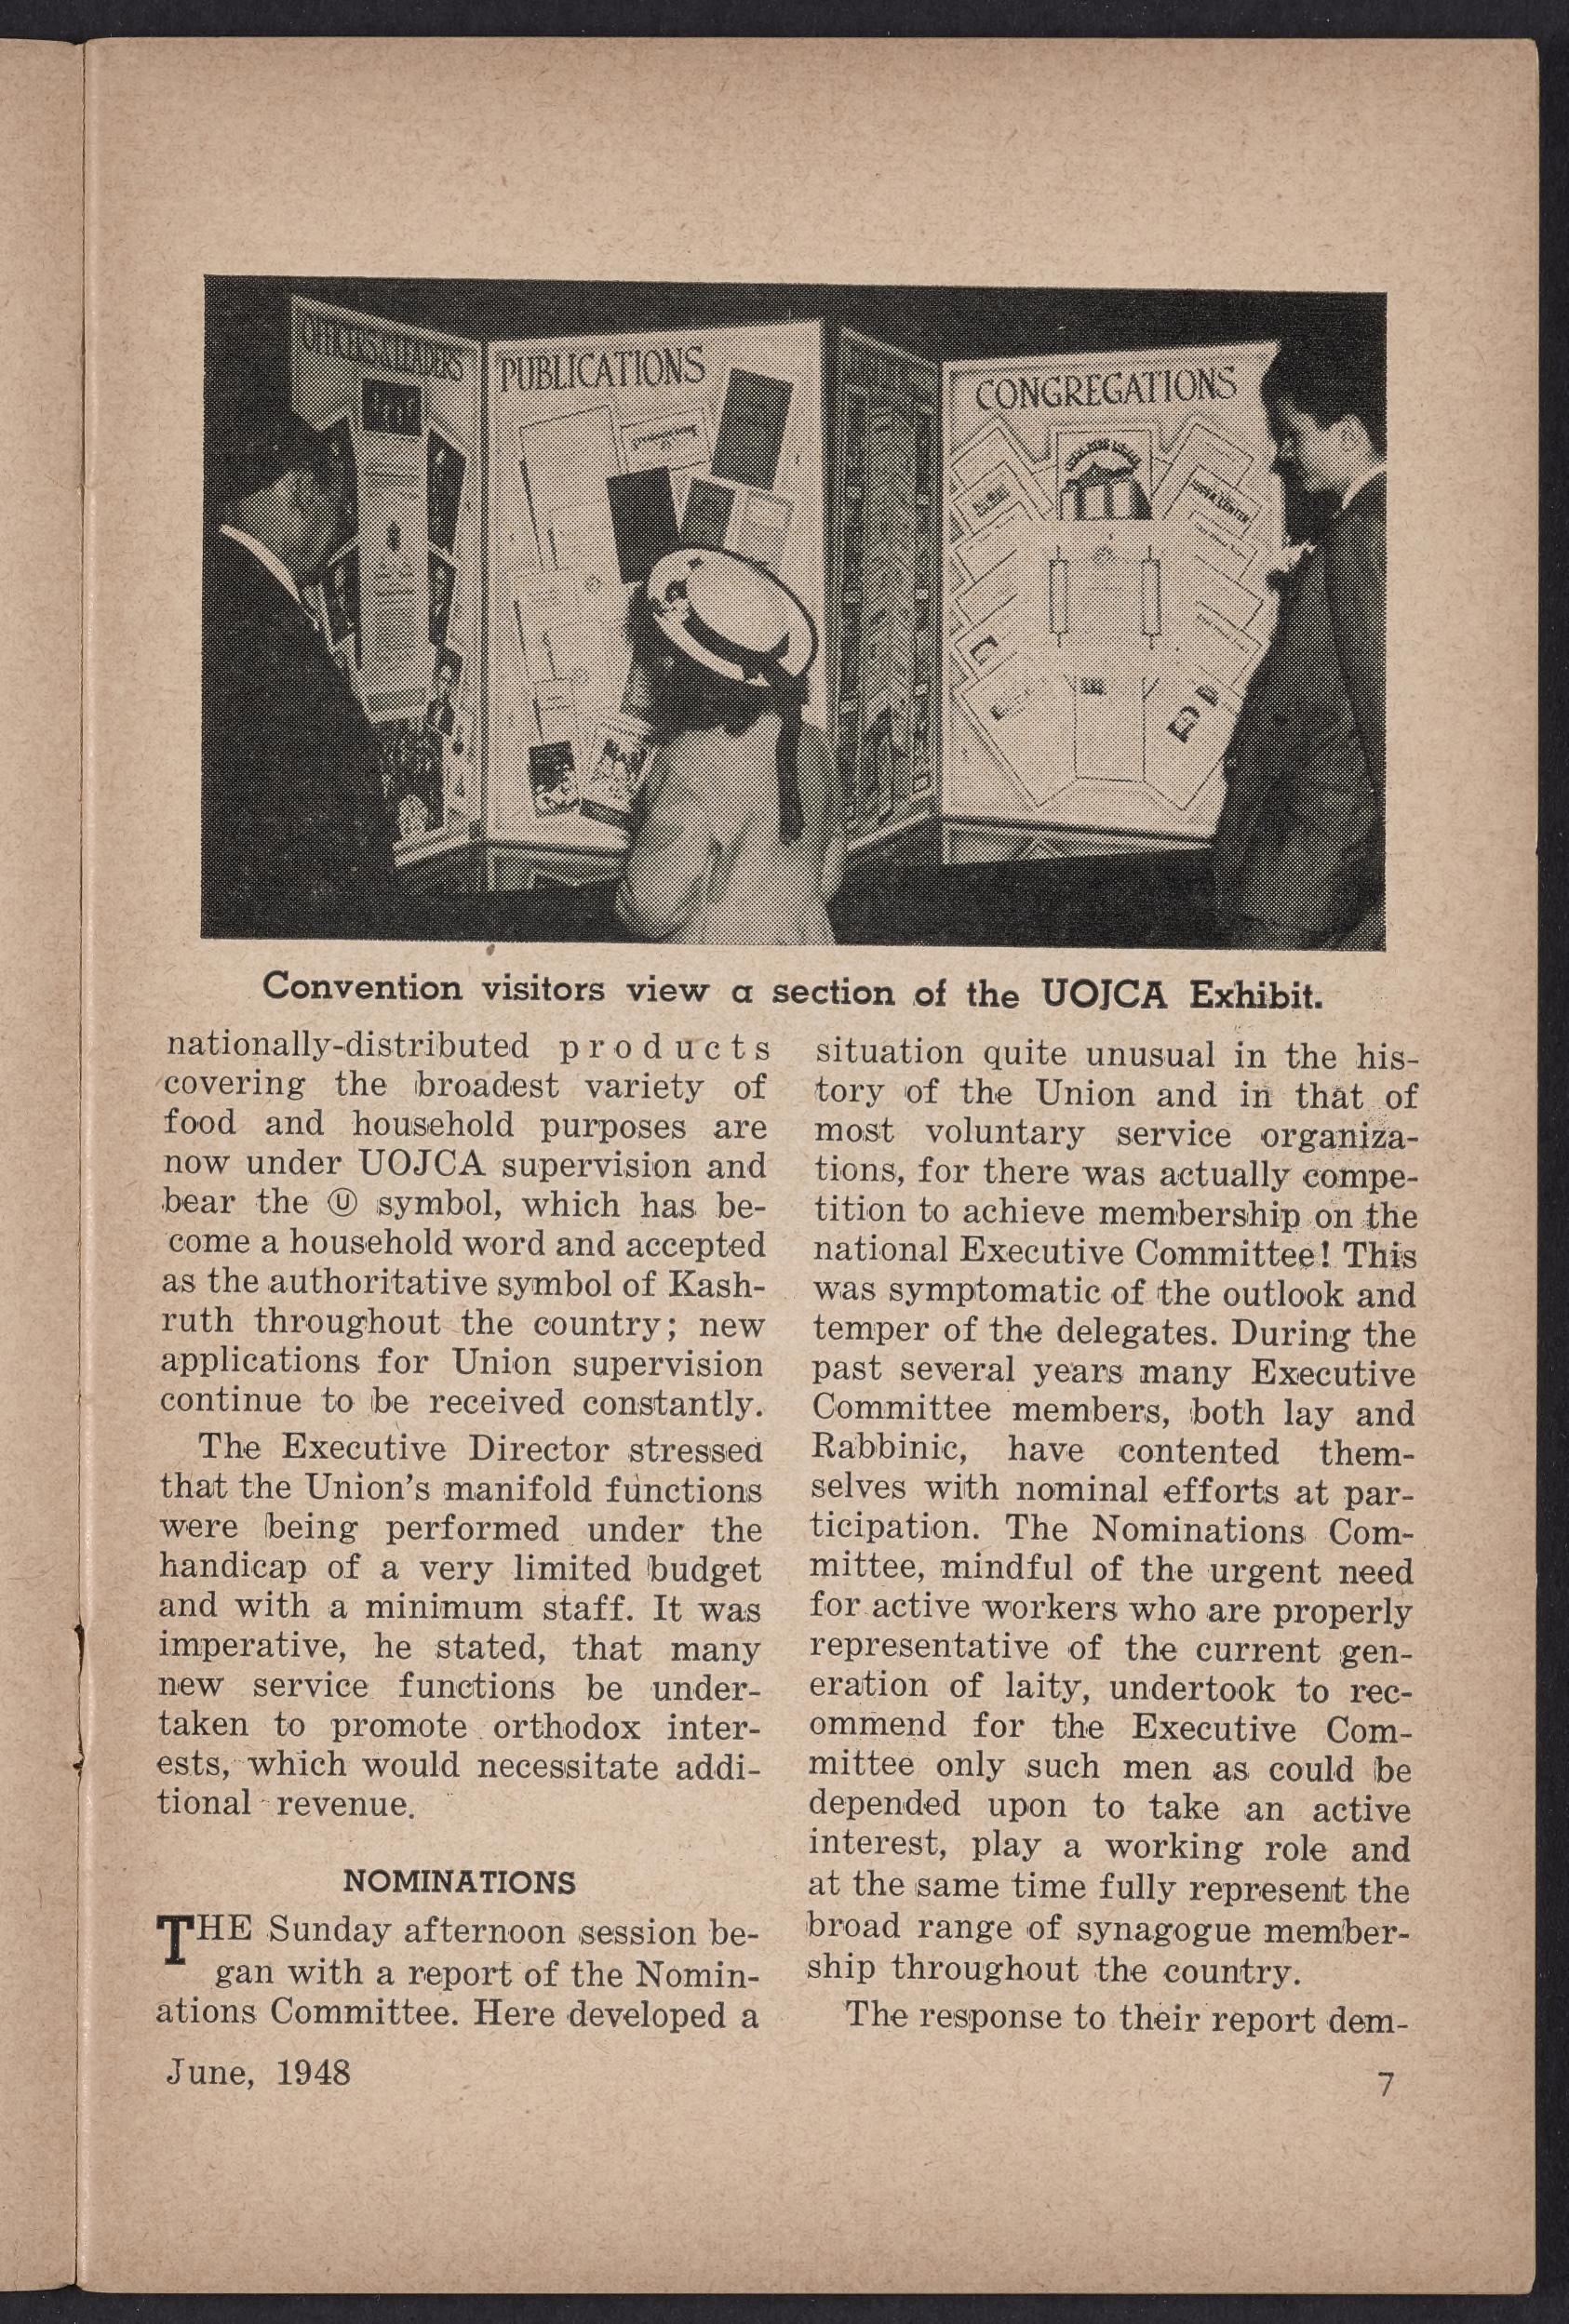 OFFICERS & LEADERS
PUBLICATIONS
CONGREGATIONS
Convention visitors view a section of the UOJCA Exhibit.
nationally-distributed products
covering the broadest variety of
food and household purposes are
now under UOJCA supervision and
bear the Ⓤ symbol, which has be-
come a household word and accepted
as the authoritative symbol of Kash-
ruth throughout the country; new
applications for Union supervision
continue to be received constantly.
The Executive Director stressed
that the Union's manifold functions
were being performed under the
handicap of a very limited budget
and with a minimum staff. It was
imperative, he stated, that many
new service functions be under-
taken to promote orthodox inter-
ests, which would necessitate addi-
tional revenue.
NOMINATIONS
THE Sunday afternoon session be-
gan with a report of the Nomin-
ations Committee. Here developed a
situation quite unusual in the his-
tory of the Union and in that of
most voluntary service organiza-
tions, for there was actually compe-
tition to achieve membership on the
national Executive Committee! This
was symptomatic of the outlook and
temper of the delegates. During the
past several years many Executive
Committee members, both lay and
Rabbinic, have contented them-
selves with nominal efforts at par-
ticipation. The Nominations Com-
mittee, mindful of the urgent need
for active workers who are properly
representative of the current gen-
eration of laity, undertook to rec-
ommend for the Executive Com-
mittee only such men as could be
depended upon to take an active
interest, play a working role and
at the same time fully represent the
broad range of synagogue member-
ship throughout the country.
The response to their report dem-
June, 1948
7